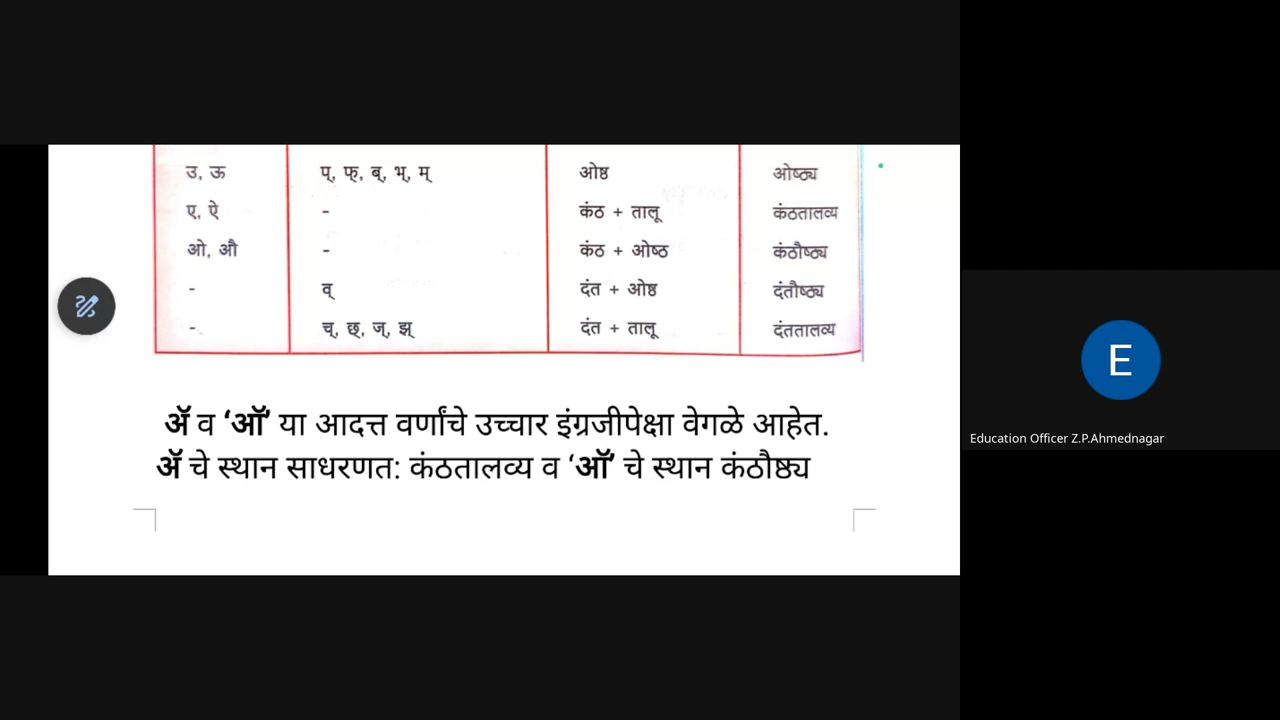 उ, ऊ प्, फ्, ब्, भ्, म् ओष्ठ ओष्ठ्य
ए, ऐ - कंठ + तालू कंठतालव्य
ओ, औ - कंठ + ओष्ठ कंठौष्ठ्य
- व् दंत + ओष्ठ दंतौष्ठ्य
- च्, छ्, ज्, झ् दंत + तालू दंततालव्य
ॲ व ‘ऑ’ या आदत्त वर्णांचे उच्चार इंग्रजीपेक्षा वेगळे आहेत.
ॲ चे स्थान साधरणत: कंठतालव्य व ‘ऑ’ चे स्थान कंठौष्ठ्य
E
Education Officer Z.P.Ahmednagar